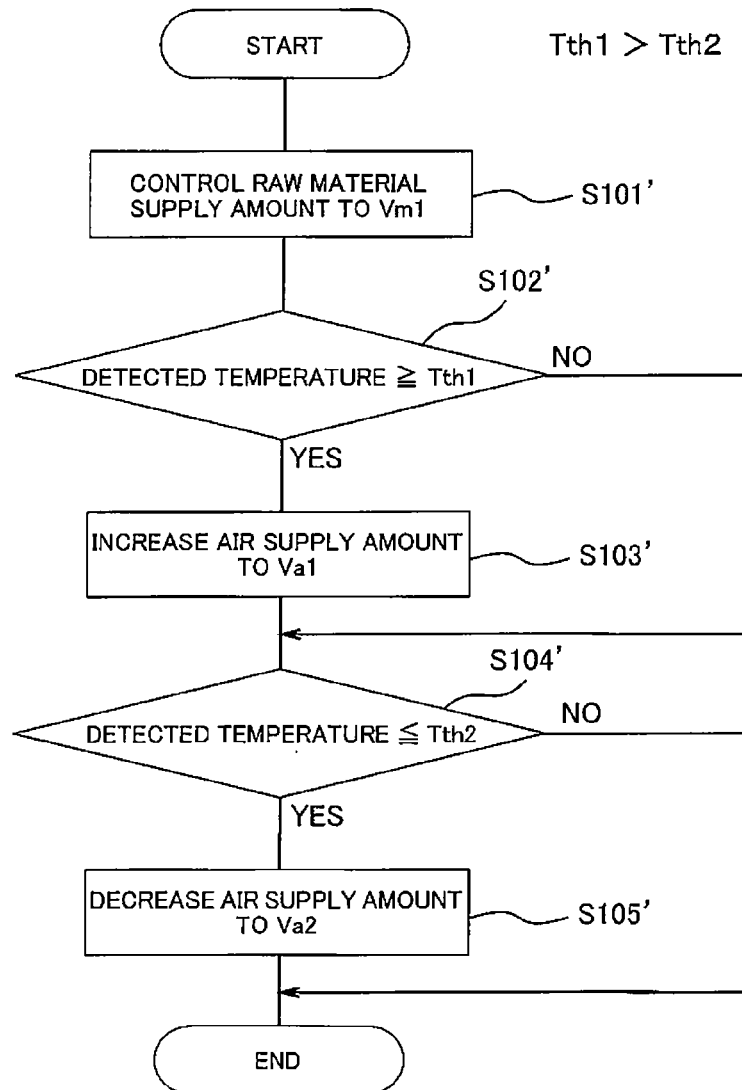 START
Tth1 > Tth2
CONTROL RAW MATERIAL
SUPPLY AMOUNT TO Vm1
S101'
S102'
DETECTED TEMPERATURE ≧ Tth1
NO
YES
INCREASE AIR SUPPLY AMOUNT
TO Va1
S103'
S104'
DETECTED TEMPERATURE ≦ Tth2
NO
YES
DECREASE AIR SUPPLY AMOUNT
TO Va2
S105'
END